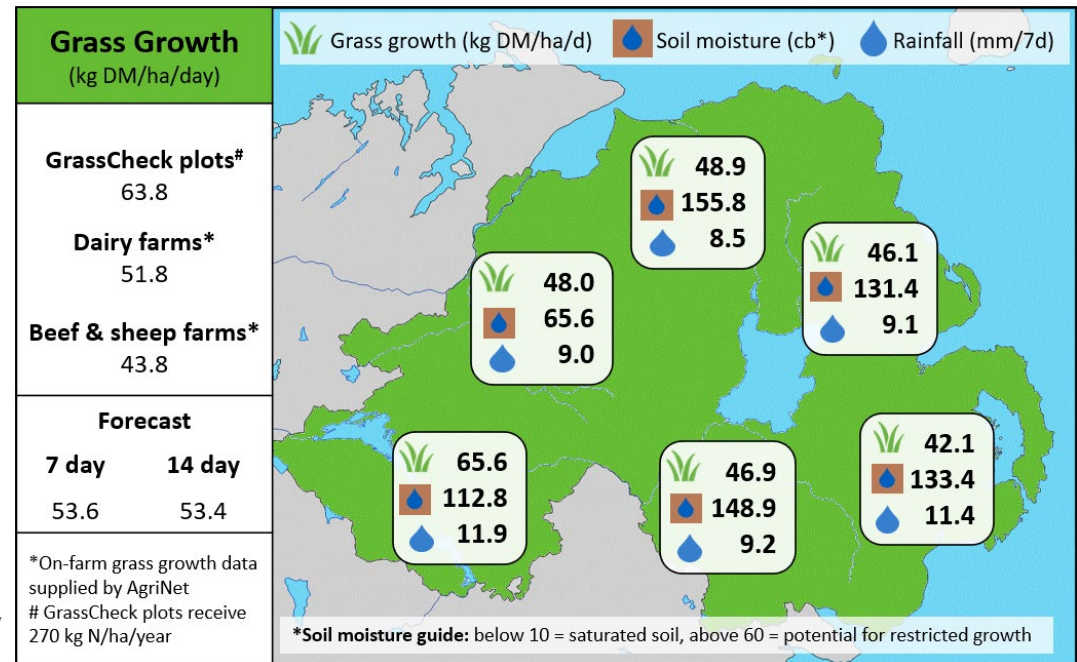 Grass Growth
(kg DM/ha/day)
GrassCheck plots#
63.8
Dairy farms*
51.8
Beef & sheep farms*
43.8
Forecast
7 day 14 day
53.6 53.4
*On-farm grass growth data
supplied by AgriNet
# GrassCheck plots receive
270 kg N/ha/year
Grass growth (kg DM/ha/d) Soil moisture (cb*) Rainfall (mm/7d)
48.9
155.8
8.5
46.1
131.4
9.1
48.0
65.6
9.0
65.6
112.8
11.9
46.9
148.9
9.2
42.1
133.4
11.4
*Soil moisture guide: below 10 = saturated soil, above 60 = potential for restricted growth